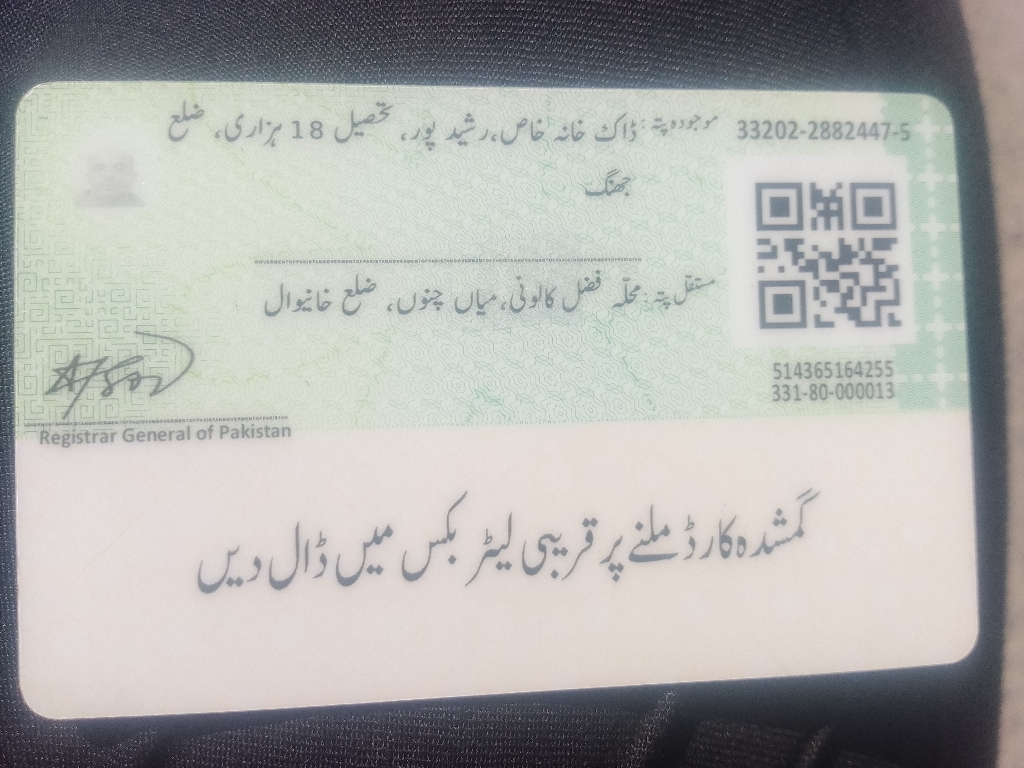 33202-2882447-5
موجودہ پتہ: ڈاک خانہ خاص، رشید پور، تحصیل 18 ہزاری، ضلع
جھنگ
مستقل پتہ: محلّہ فضل کالونی، میاں چنوں، ضلع خانیوال
514365164255
331-80-000013
Registrar General of Pakistan
گمشدہ کارڈ ملنے پر قریبی لیٹر بکس میں ڈال دیں